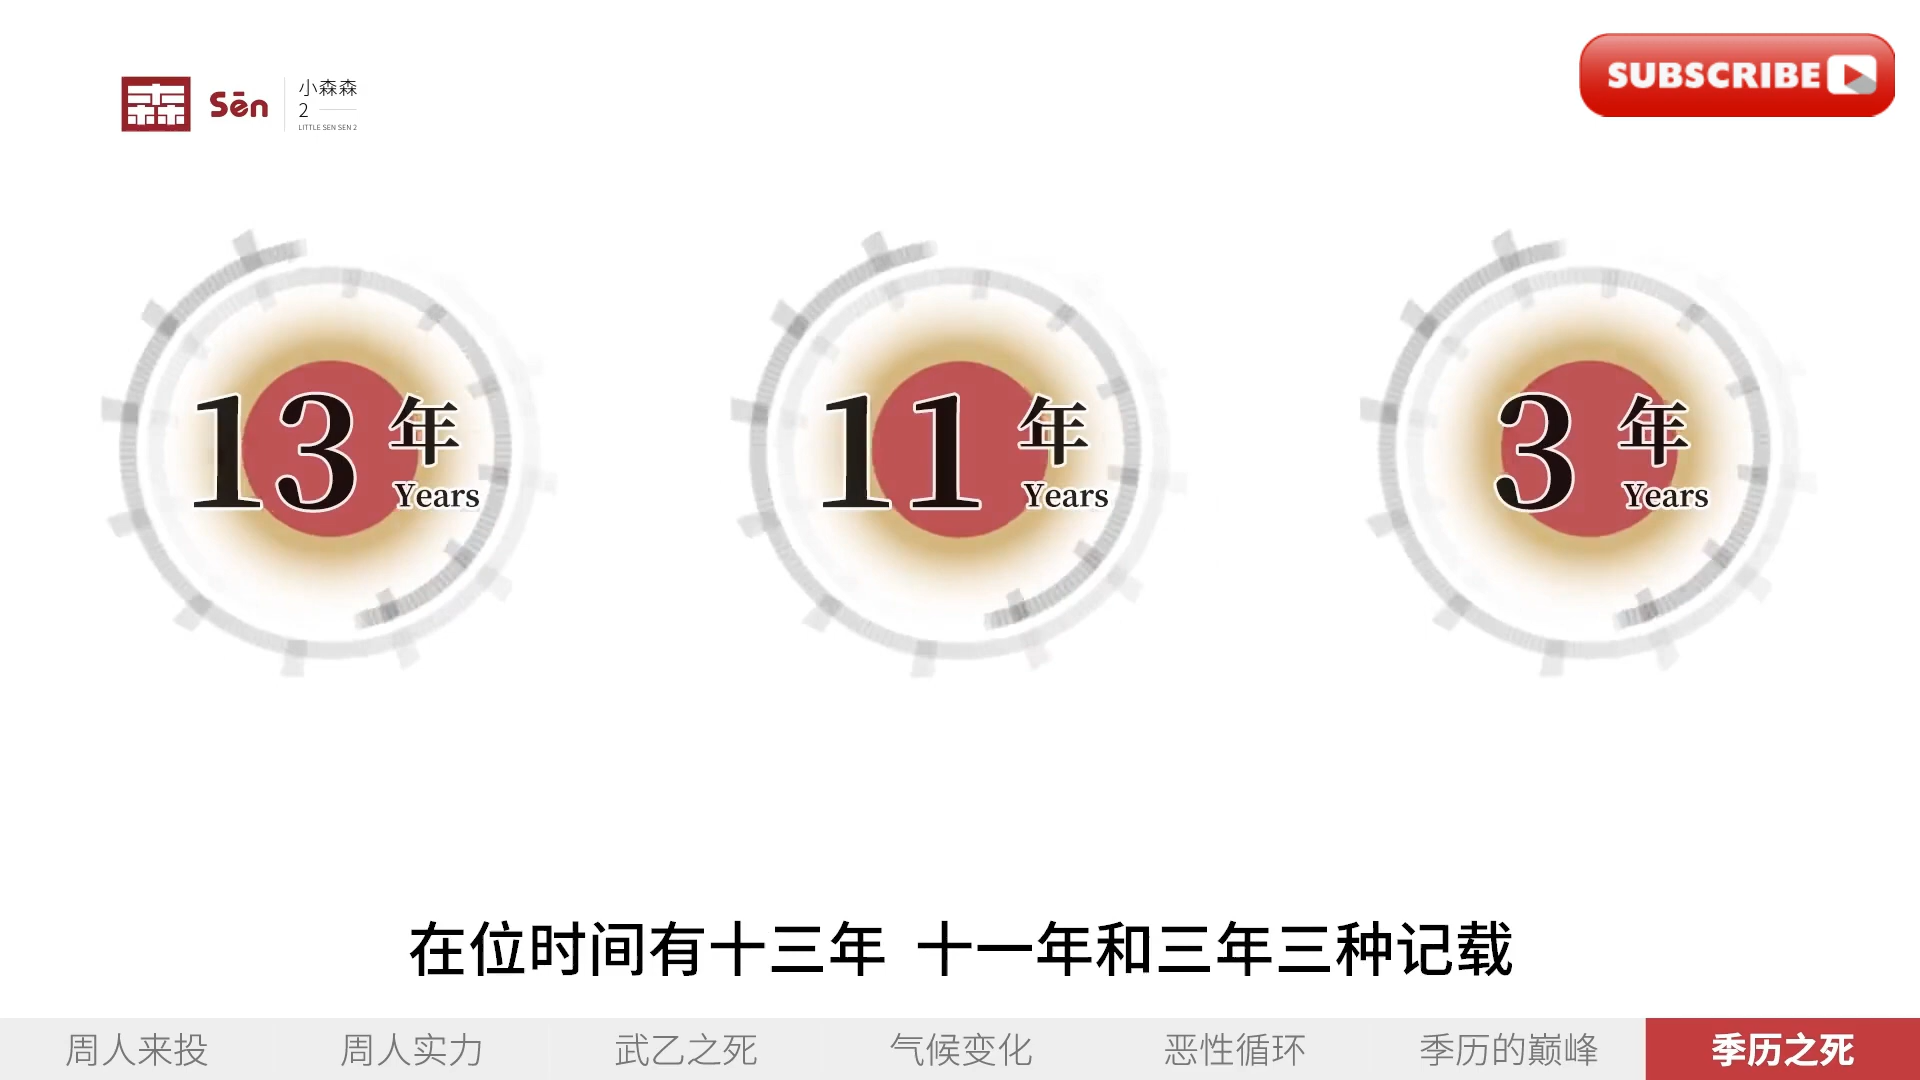 Sēn
小森森
2
LITTLE SEN SEN 2
SUBSCRIBE
13 年
Years
11 年
Years
3 年
Years
在位时间有十三年 十一年和三年三种记载
周人来投 周人实力 武乙之死 气候变化 恶性循环 季历的巅峰 季历之死